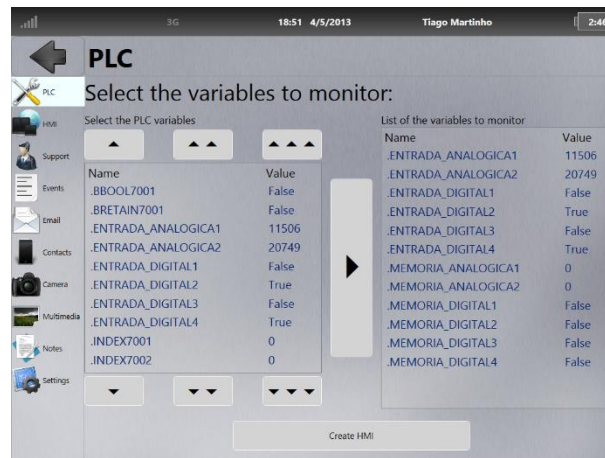 3G 18:51 4/5/2013 Tiago Martinho 2:46
PLC
Select the variables to monitor:
PLC
HMI
Support
Events
Email
Contacts
Camera
Multimedia
Notes
Settings
Select the PLC variables
Name Value
.BBOOL7001 False
.BRETAIN7001 False
.ENTRADA_ANALOGICA1 11506
.ENTRADA_ANALOGICA2 20749
.ENTRADA_DIGITAL1 False
.ENTRADA_DIGITAL2 True
.ENTRADA_DIGITAL3 False
.ENTRADA_DIGITAL4 True
.INDEX7001 0
.INDEX7002 0
List of the variables to monitor
Name Value
.ENTRADA_ANALOGICA1 11506
.ENTRADA_ANALOGICA2 20749
.ENTRADA_DIGITAL1 False
.ENTRADA_DIGITAL2 True
.ENTRADA_DIGITAL3 False
.ENTRADA_DIGITAL4 True
.MEMORIA_ANALOGICA1 0
.MEMORIA_ANALOGICA2 0
.MEMORIA_DIGITAL1 False
.MEMORIA_DIGITAL2 False
.MEMORIA_DIGITAL3 False
.MEMORIA_DIGITAL4 False
Create HMI